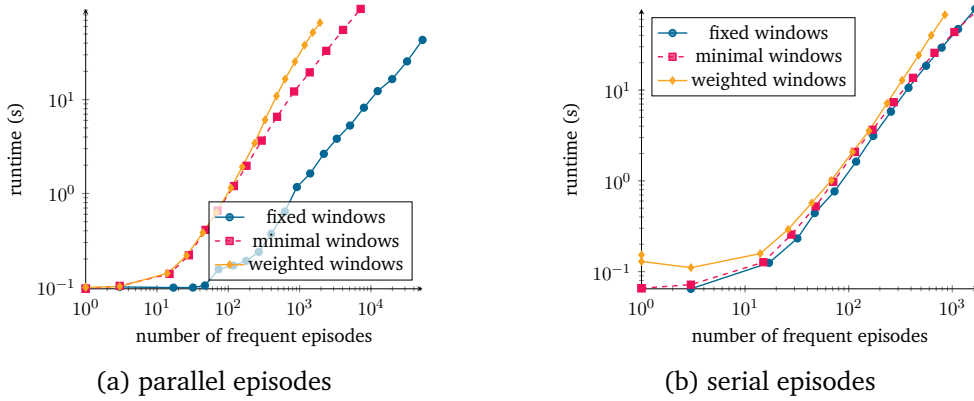 10^1
10^0
10^-1
10^0
10^1
10^2
10^3
10^4
runtime (s)
number of frequent episodes
fixed windows
minimal windows
weighted windows
(a) parallel episodes
10^1
10^0
10^-1
10^0
10^1
10^2
10^3
runtime (s)
number of frequent episodes
fixed windows
minimal windows
weighted windows
(b) serial episodes